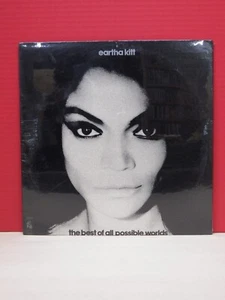 eartha kitt
the best of all possible worlds